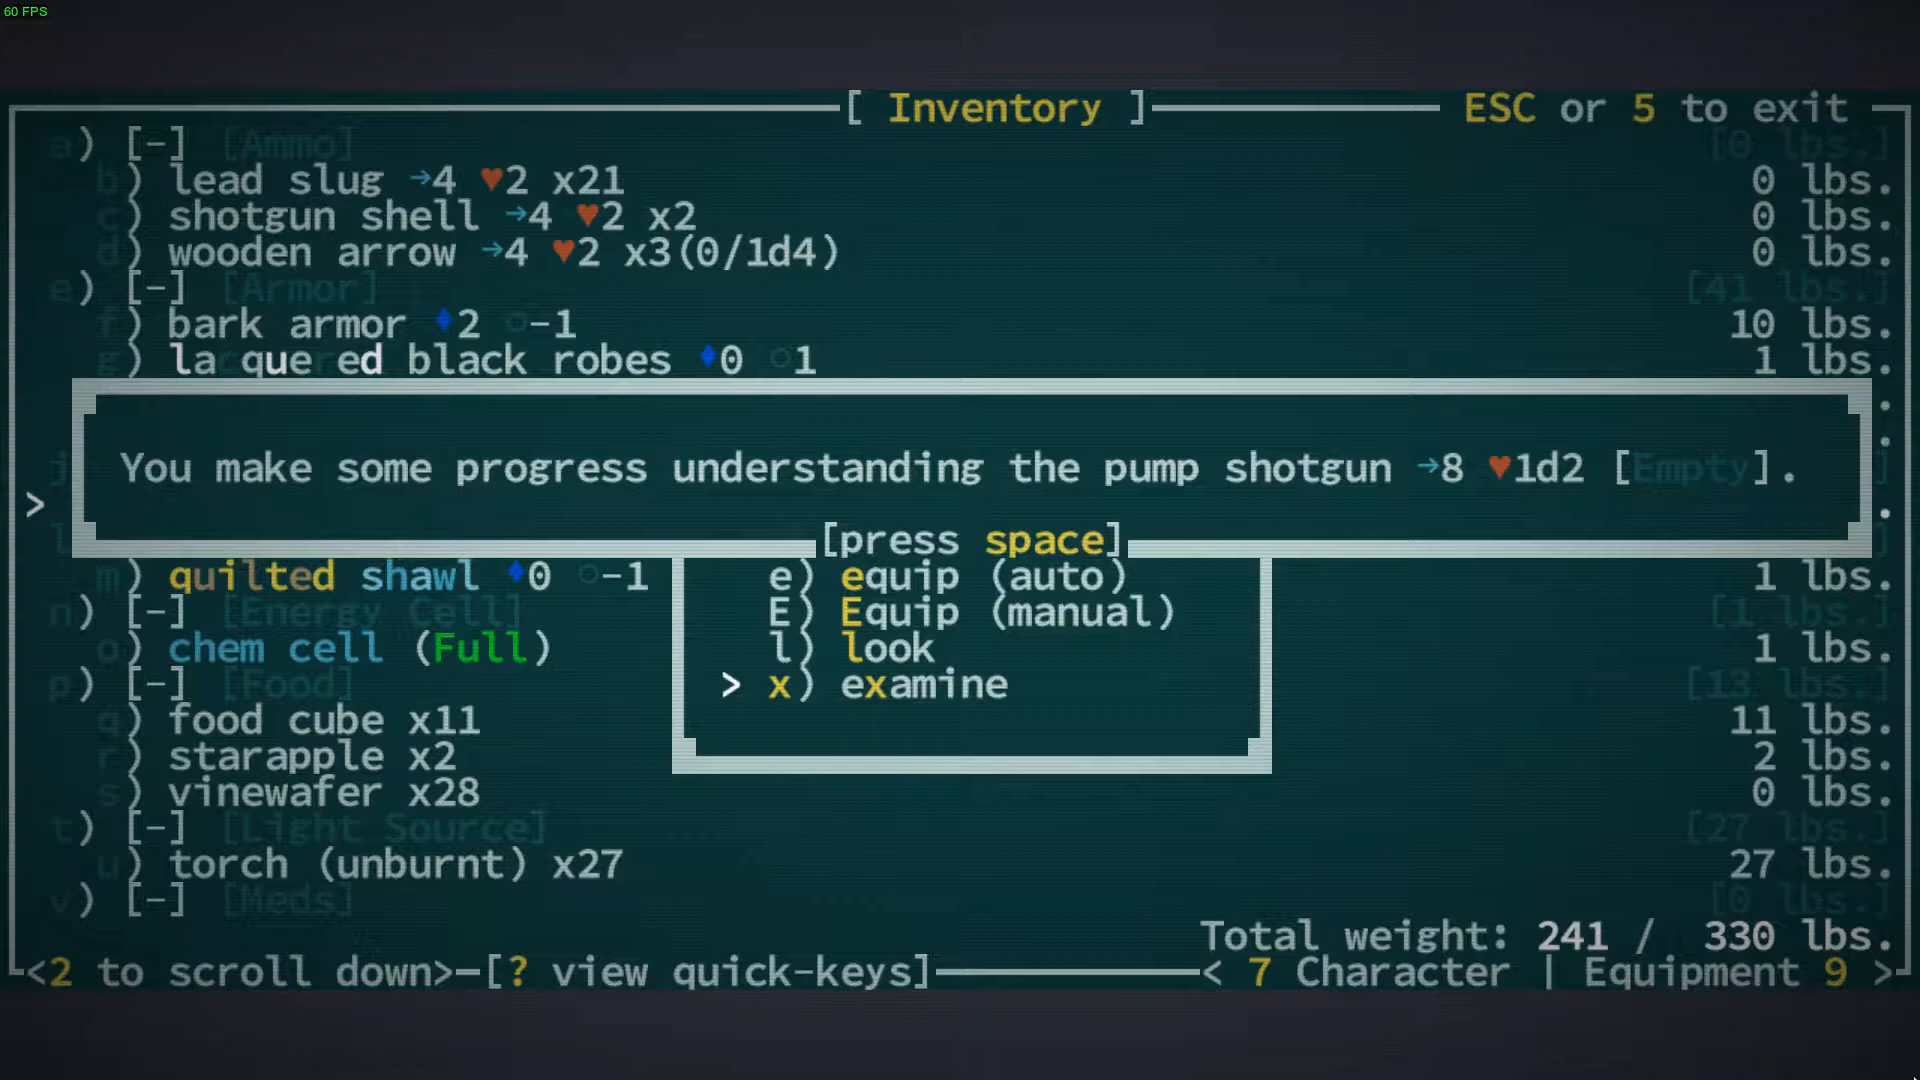 60 FPS
[ Inventory ] ESC or 5 to exit
a) [-] [Ammo] [0 lbs.]
b) lead slug →4 ♥2 x21 0 lbs.
c) shotgun shell →4 ♥2 x2 0 lbs.
d) wooden arrow →4 ♥2 x3(0/1d4) 0 lbs.
e) [-] [Armor] [41 lbs.]
f) bark armor ♦2 ○-1 10 lbs.
g) lacquered black robes ♦0 ○1 1 lbs.
You make some progress understanding the pump shotgun →8 ♥1d2 [Empty].
[press space]
m) quilted shawl ♦0 ○-1 1 lbs.
e) equip (auto)
E) Equip (manual)
l) look
> x) examine
n) [-] [Energy Cell] [1 lbs.]
o) chem cell (Full) 1 lbs.
p) [-] [Food] [13 lbs.]
q) food cube x11 11 lbs.
r) starapple x2 2 lbs.
s) vinewafer x28 0 lbs.
t) [-] [Light Source] [27 lbs.]
u) torch (unburnt) x27 27 lbs.
v) [-] [Meds] [0 lbs.]
Total weight: 241 / 330 lbs.
<2 to scroll down> [? view quick-keys] < 7 Character | Equipment 9 >